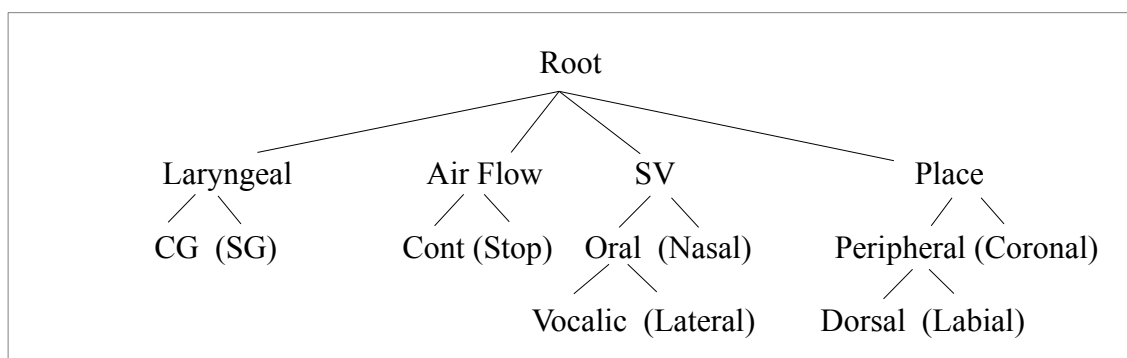 Root
Laryngeal Air Flow SV Place
CG (SG) Cont (Stop) Oral (Nasal) Peripheral (Coronal)
Vocalic (Lateral) Dorsal (Labial)